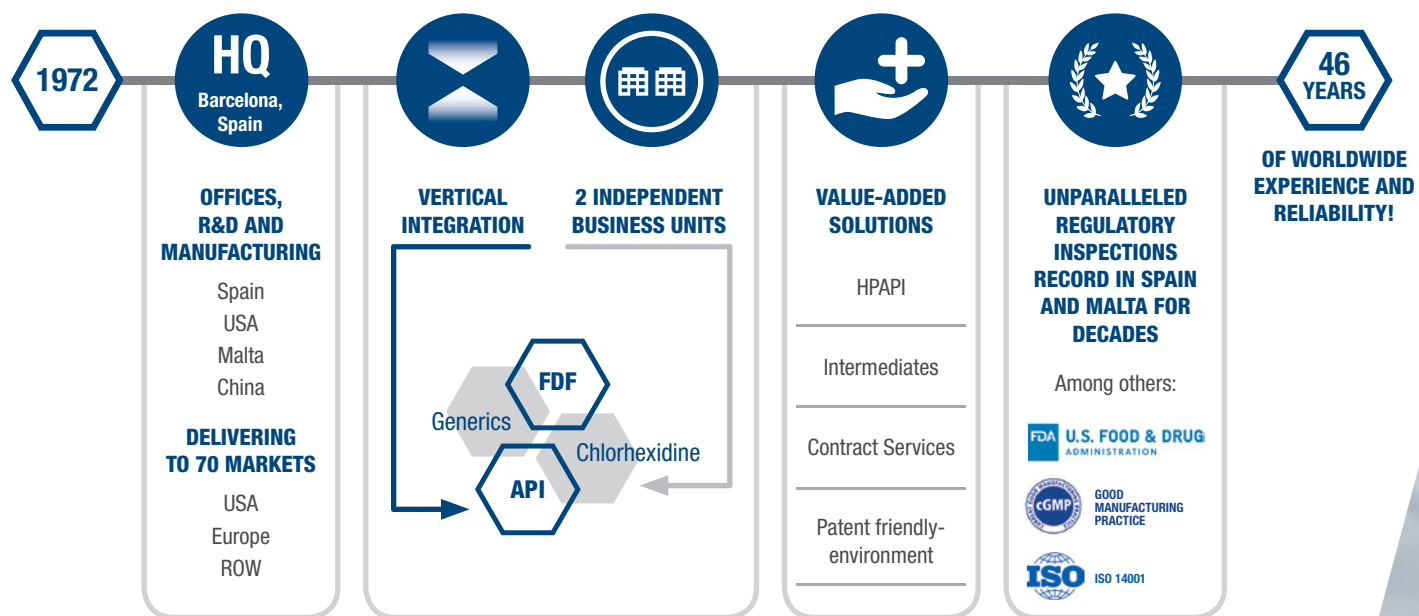 1972
HQ
Barcelona,
Spain
OFFICES,
R&D AND
MANUFACTURING
Spain
USA
Malta
China
DELIVERING
TO 70 MARKETS
USA
Europe
ROW
VERTICAL
INTEGRATION
2 INDEPENDENT
BUSINESS UNITS
FDF
Generics
Chlorhexidine
API
VALUE-ADDED
SOLUTIONS
HPAPI
Intermediates
Contract Services
Patent friendly-
environment
UNPARALLELED
REGULATORY
INSPECTIONS
RECORD IN SPAIN
AND MALTA FOR
DECADES
Among others:
FDA U.S. FOOD & DRUG
ADMINISTRATION
cGMP
GOOD
MANUFACTURING
PRACTICE
ISO ISO 14001
46
YEARS
OF WORLDWIDE
EXPERIENCE AND
RELIABILITY!